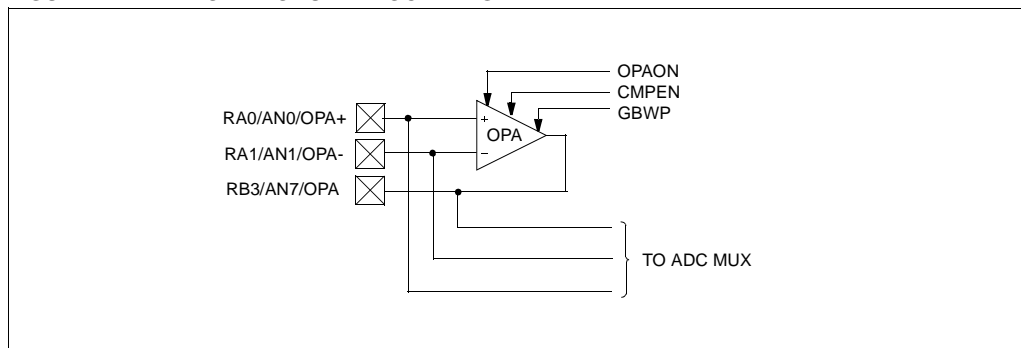 OPAON
CMPEN
GBWP
RA0/AN0/OPA+
+
OPA
RA1/AN1/OPA-
−
RB3/AN7/OPA
TO ADC MUX